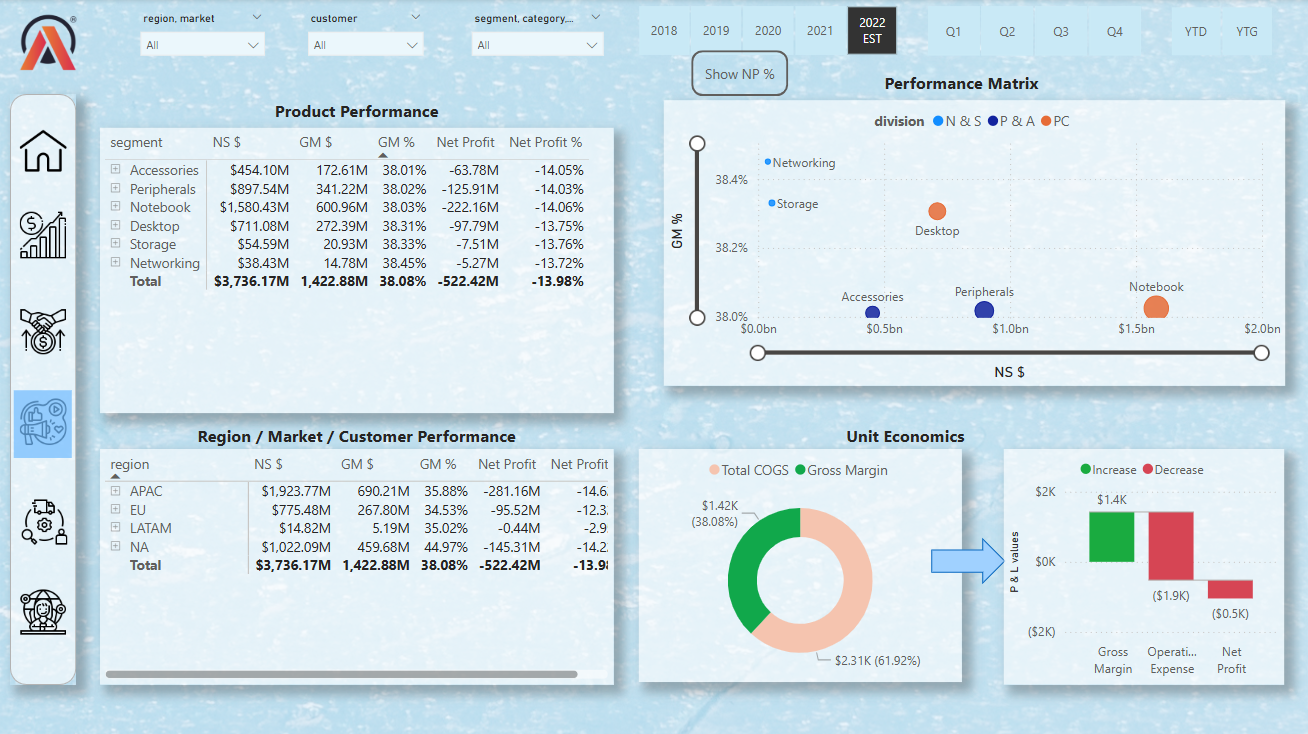 region, market
customer
segment, category,...
All
All
All
2018
2019
2020
2021
2022
EST
Q1
Q2
Q3
Q4
YTD
YTG
Show NP %
Product Performance
segment NS $ GM $ GM % Net Profit Net Profit %
Accessories $454.10M 172.61M 38.01% -63.78M -14.05%
Peripherals $897.54M 341.22M 38.02% -125.91M -14.03%
Notebook $1,580.43M 600.96M 38.03% -222.16M -14.06%
Desktop $711.08M 272.39M 38.31% -97.79M -13.75%
Storage $54.59M 20.93M 38.33% -7.51M -13.76%
Networking $38.43M 14.78M 38.45% -5.27M -13.72%
Total $3,736.17M 1,422.88M 38.08% -522.42M -13.98%
Performance Matrix
division N & S P & A PC
GM %
38.4%
38.2%
38.0%
Networking
Storage
Desktop
Accessories
Peripherals
Notebook
$0.0bn $0.5bn $1.0bn $1.5bn $2.0bn
NS $
Region / Market / Customer Performance
region NS $ GM $ GM % Net Profit Net Profit
APAC $1,923.77M 690.21M 35.88% -281.16M -14.6
EU $775.48M 267.80M 34.53% -95.52M -12.3
LATAM $14.82M 5.19M 35.02% -0.44M -2.9
NA $1,022.09M 459.68M 44.97% -145.31M -14.2
Total $3,736.17M 1,422.88M 38.08% -522.42M -13.98
Unit Economics
Total COGS Gross Margin
$1.42K
(38.08%)
$2.31K (61.92%)
Increase Decrease
P & L values
$2K
$0K
($2K)
$1.4K
($1.9K)
($0.5K)
Gross
Margin
Operati...
Expense
Net
Profit